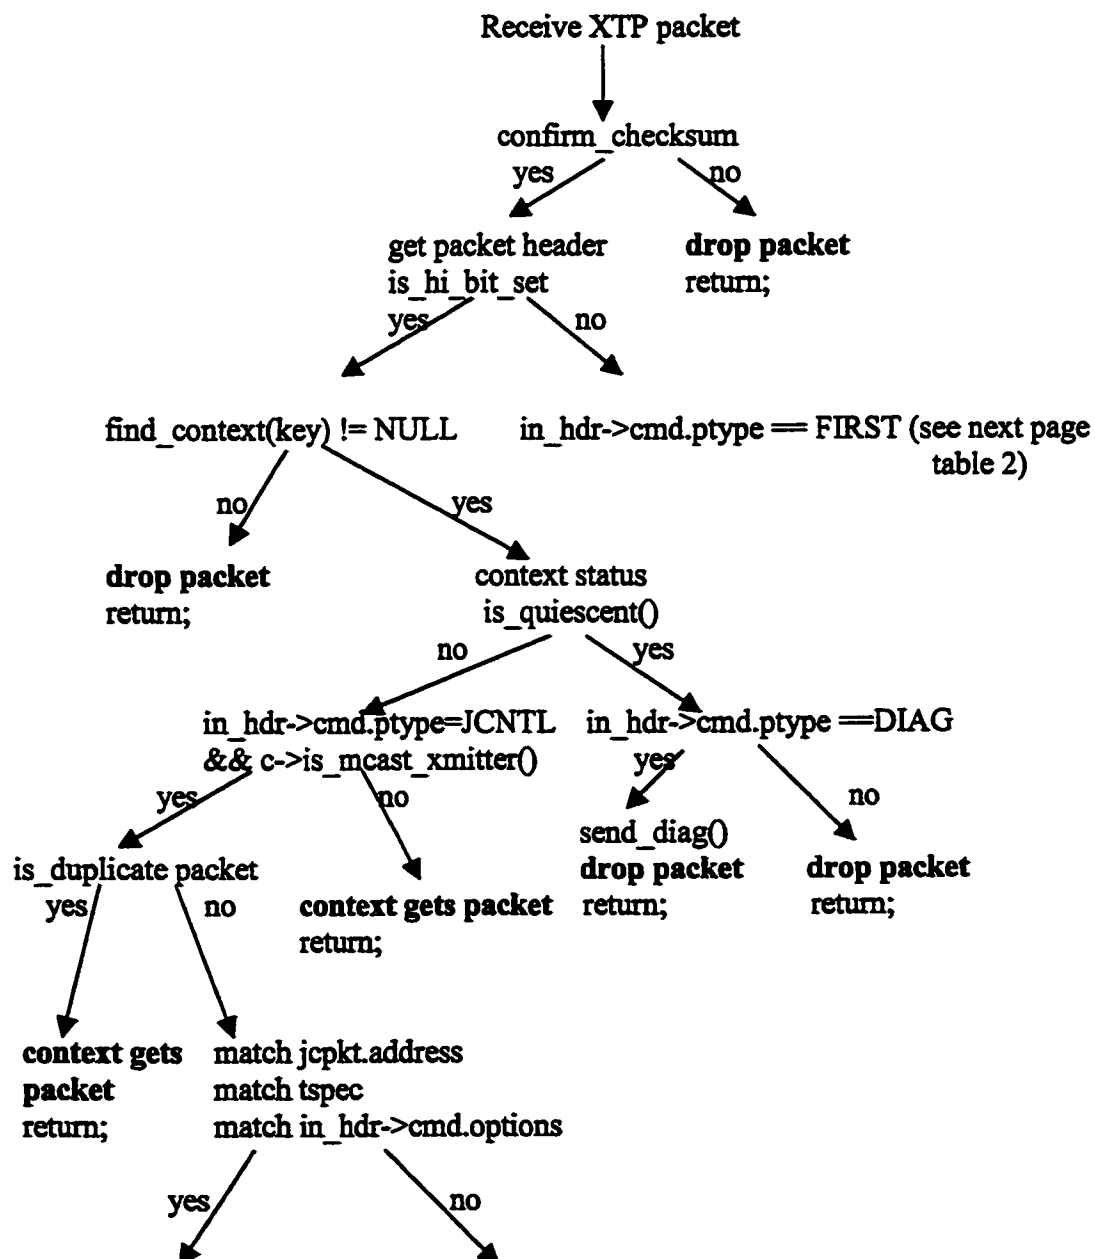 Receive XTP packet
confirm_checksum
yes
no
get packet header
is_hi_bit_set
drop packet
return;
yes
no
find_context(key) != NULL
in_hdr->cmd.ptype == FIRST (see next page
table 2)
no
yes
drop packet
return;
context status
is_quiescent()
no
yes
in_hdr->cmd.ptype=JCNTL
&& c->is_mcast_xmitter()
in_hdr->cmd.ptype ==DIAG
yes
no
yes
no
is_duplicate packet
yes
no
context gets packet
return;
send_diag()
drop packet
return;
drop packet
return;
context gets
packet
return;
match jcpkt.address
match tspec
match in_hdr->cmd.options
yes
no